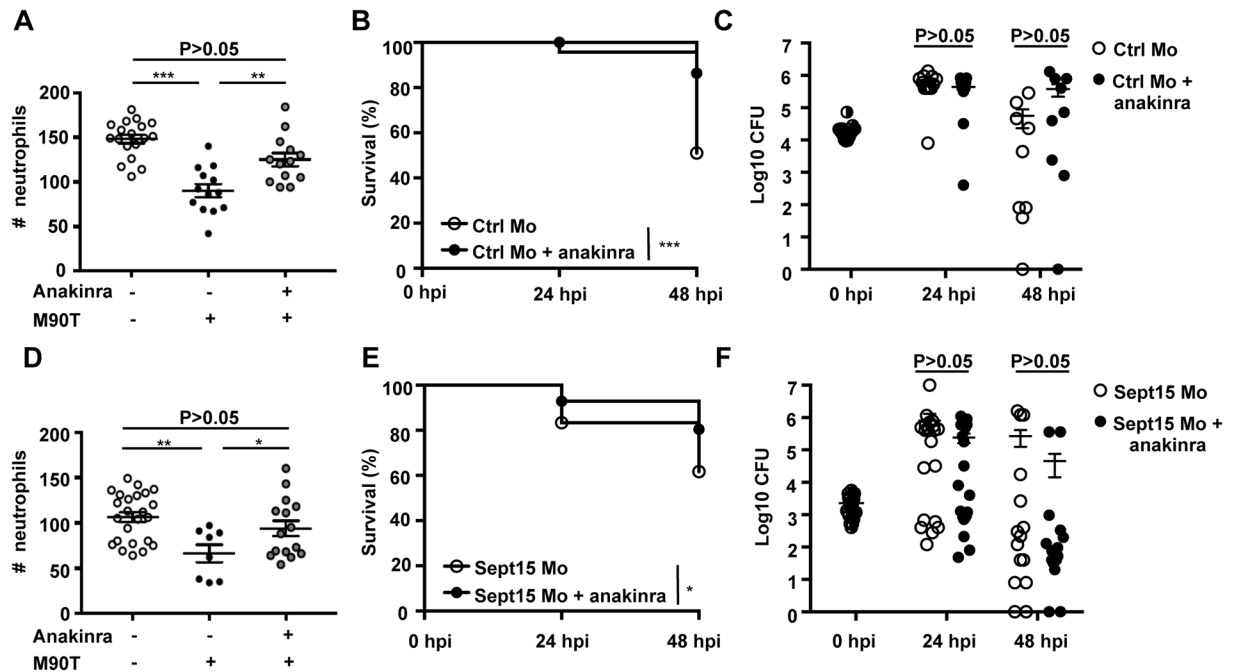 A
P>0.05
***
**
# neutrophils
200
150
100
50
0
Anakinra - - +
M90T - + +
B
Survival (%)
100
80
60
40
20
0
Ctrl Mo
Ctrl Mo + anakinra
***
0 hpi 24 hpi 48 hpi
C
P>0.05 P>0.05
Log10 CFU
7
6
5
4
3
2
1
0
0 hpi 24 hpi 48 hpi
Ctrl Mo
Ctrl Mo +
anakinra
D
P>0.05
**
*
# neutrophils
200
150
100
50
0
Anakinra - - +
M90T - + +
E
Survival (%)
100
80
60
40
20
0
Sept15 Mo
Sept15 Mo + anakinra
*
0 hpi 24 hpi 48 hpi
F
P>0.05 P>0.05
Log10 CFU
7
6
5
4
3
2
1
0
0 hpi 24 hpi 48 hpi
Sept15 Mo
Sept15 Mo +
anakinra